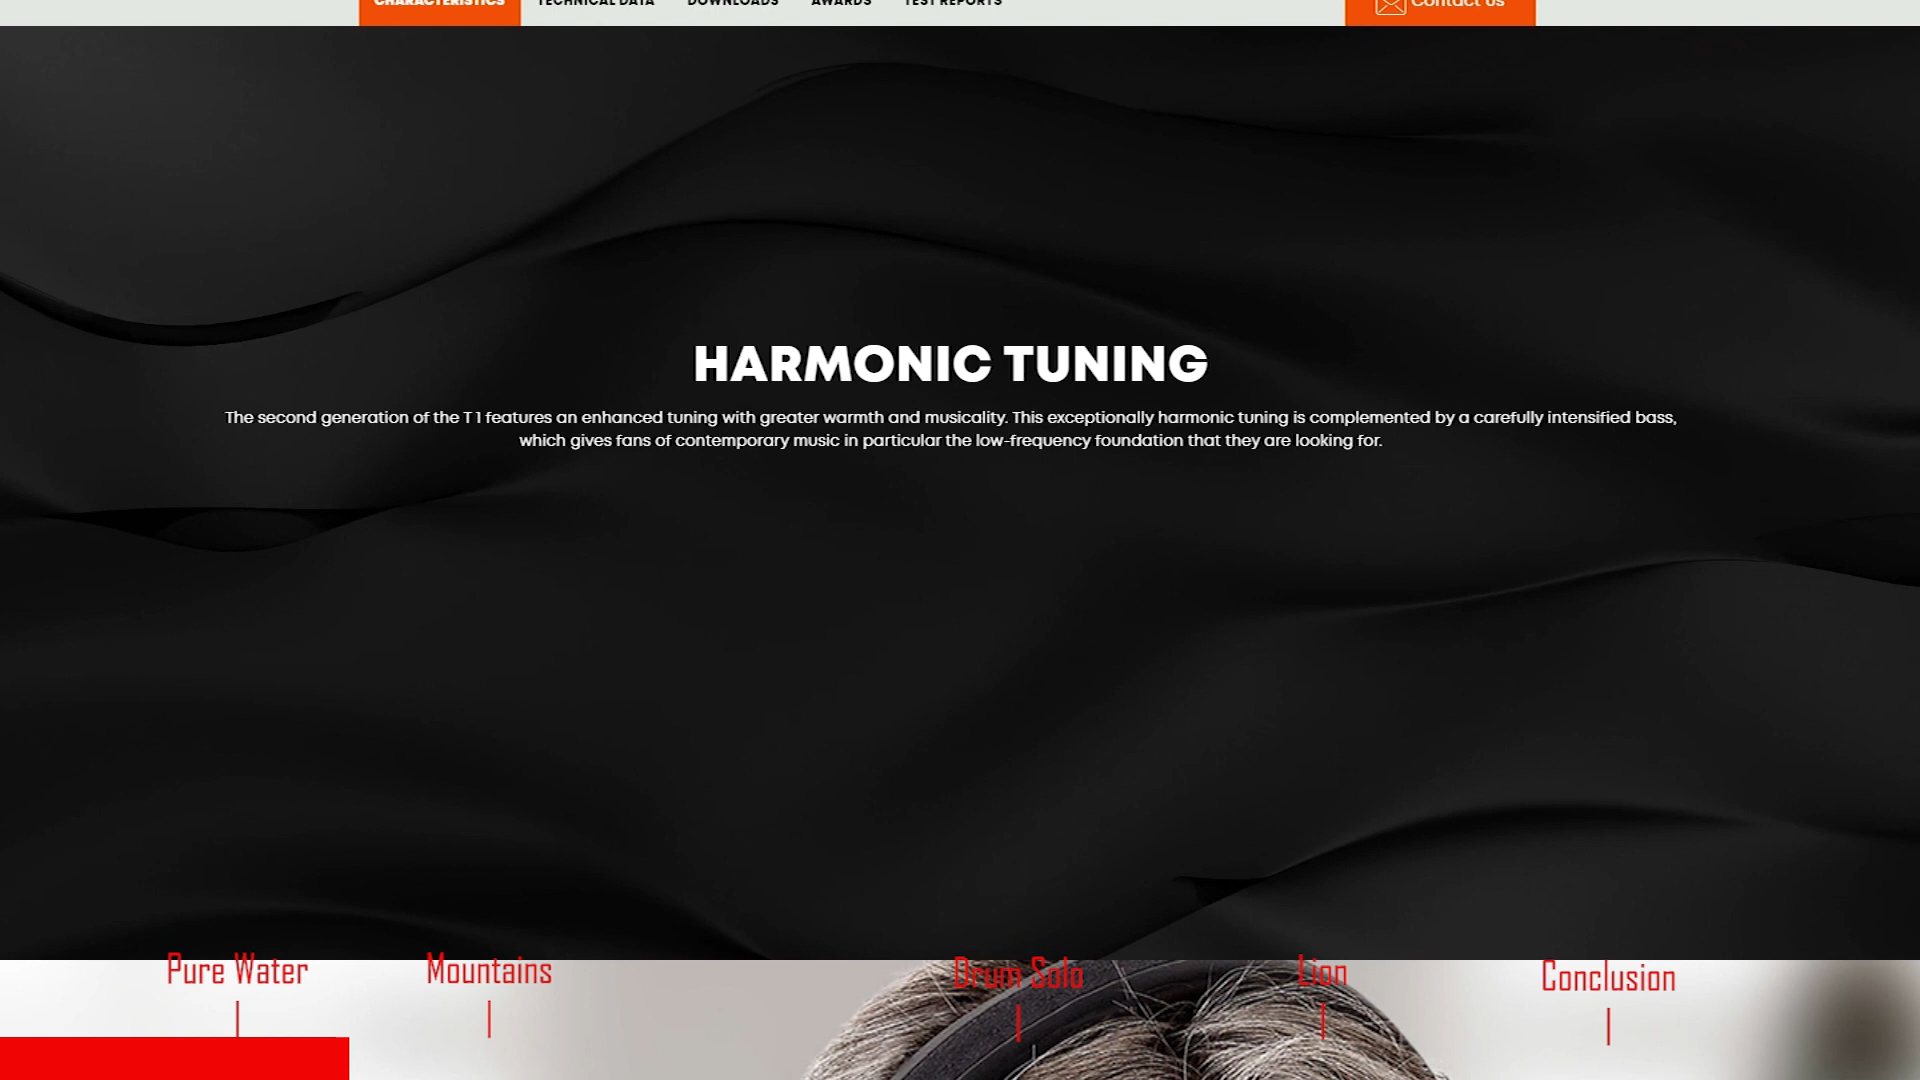 CHARACTERISTICS TECHNICAL DATA DOWNLOADS AWARDS TEST REPORTS Contact us
HARMONIC TUNING
The second generation of the T 1 features an enhanced tuning with greater warmth and musicality. This exceptionally harmonic tuning is complemented by a carefully intensified bass,
which gives fans of contemporary music in particular the low-frequency foundation that they are looking for.
Pure Water Mountains Drum Solo Lion Conclusion